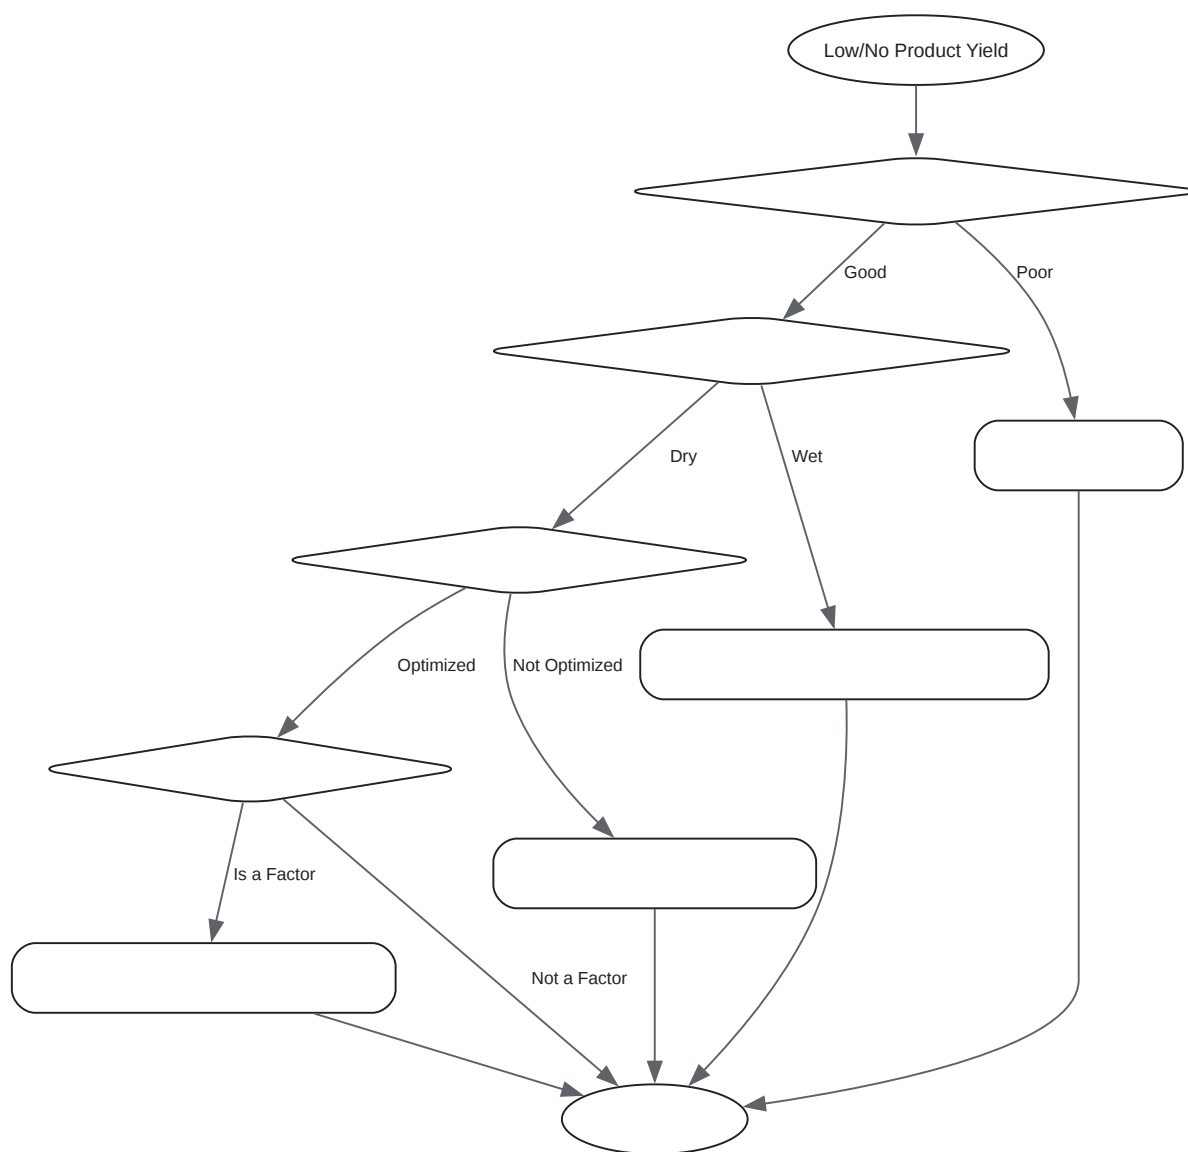 Low/No Product Yield
Good
Poor
Dry
Wet
Optimized
Not Optimized
Is a Factor
Not a Factor